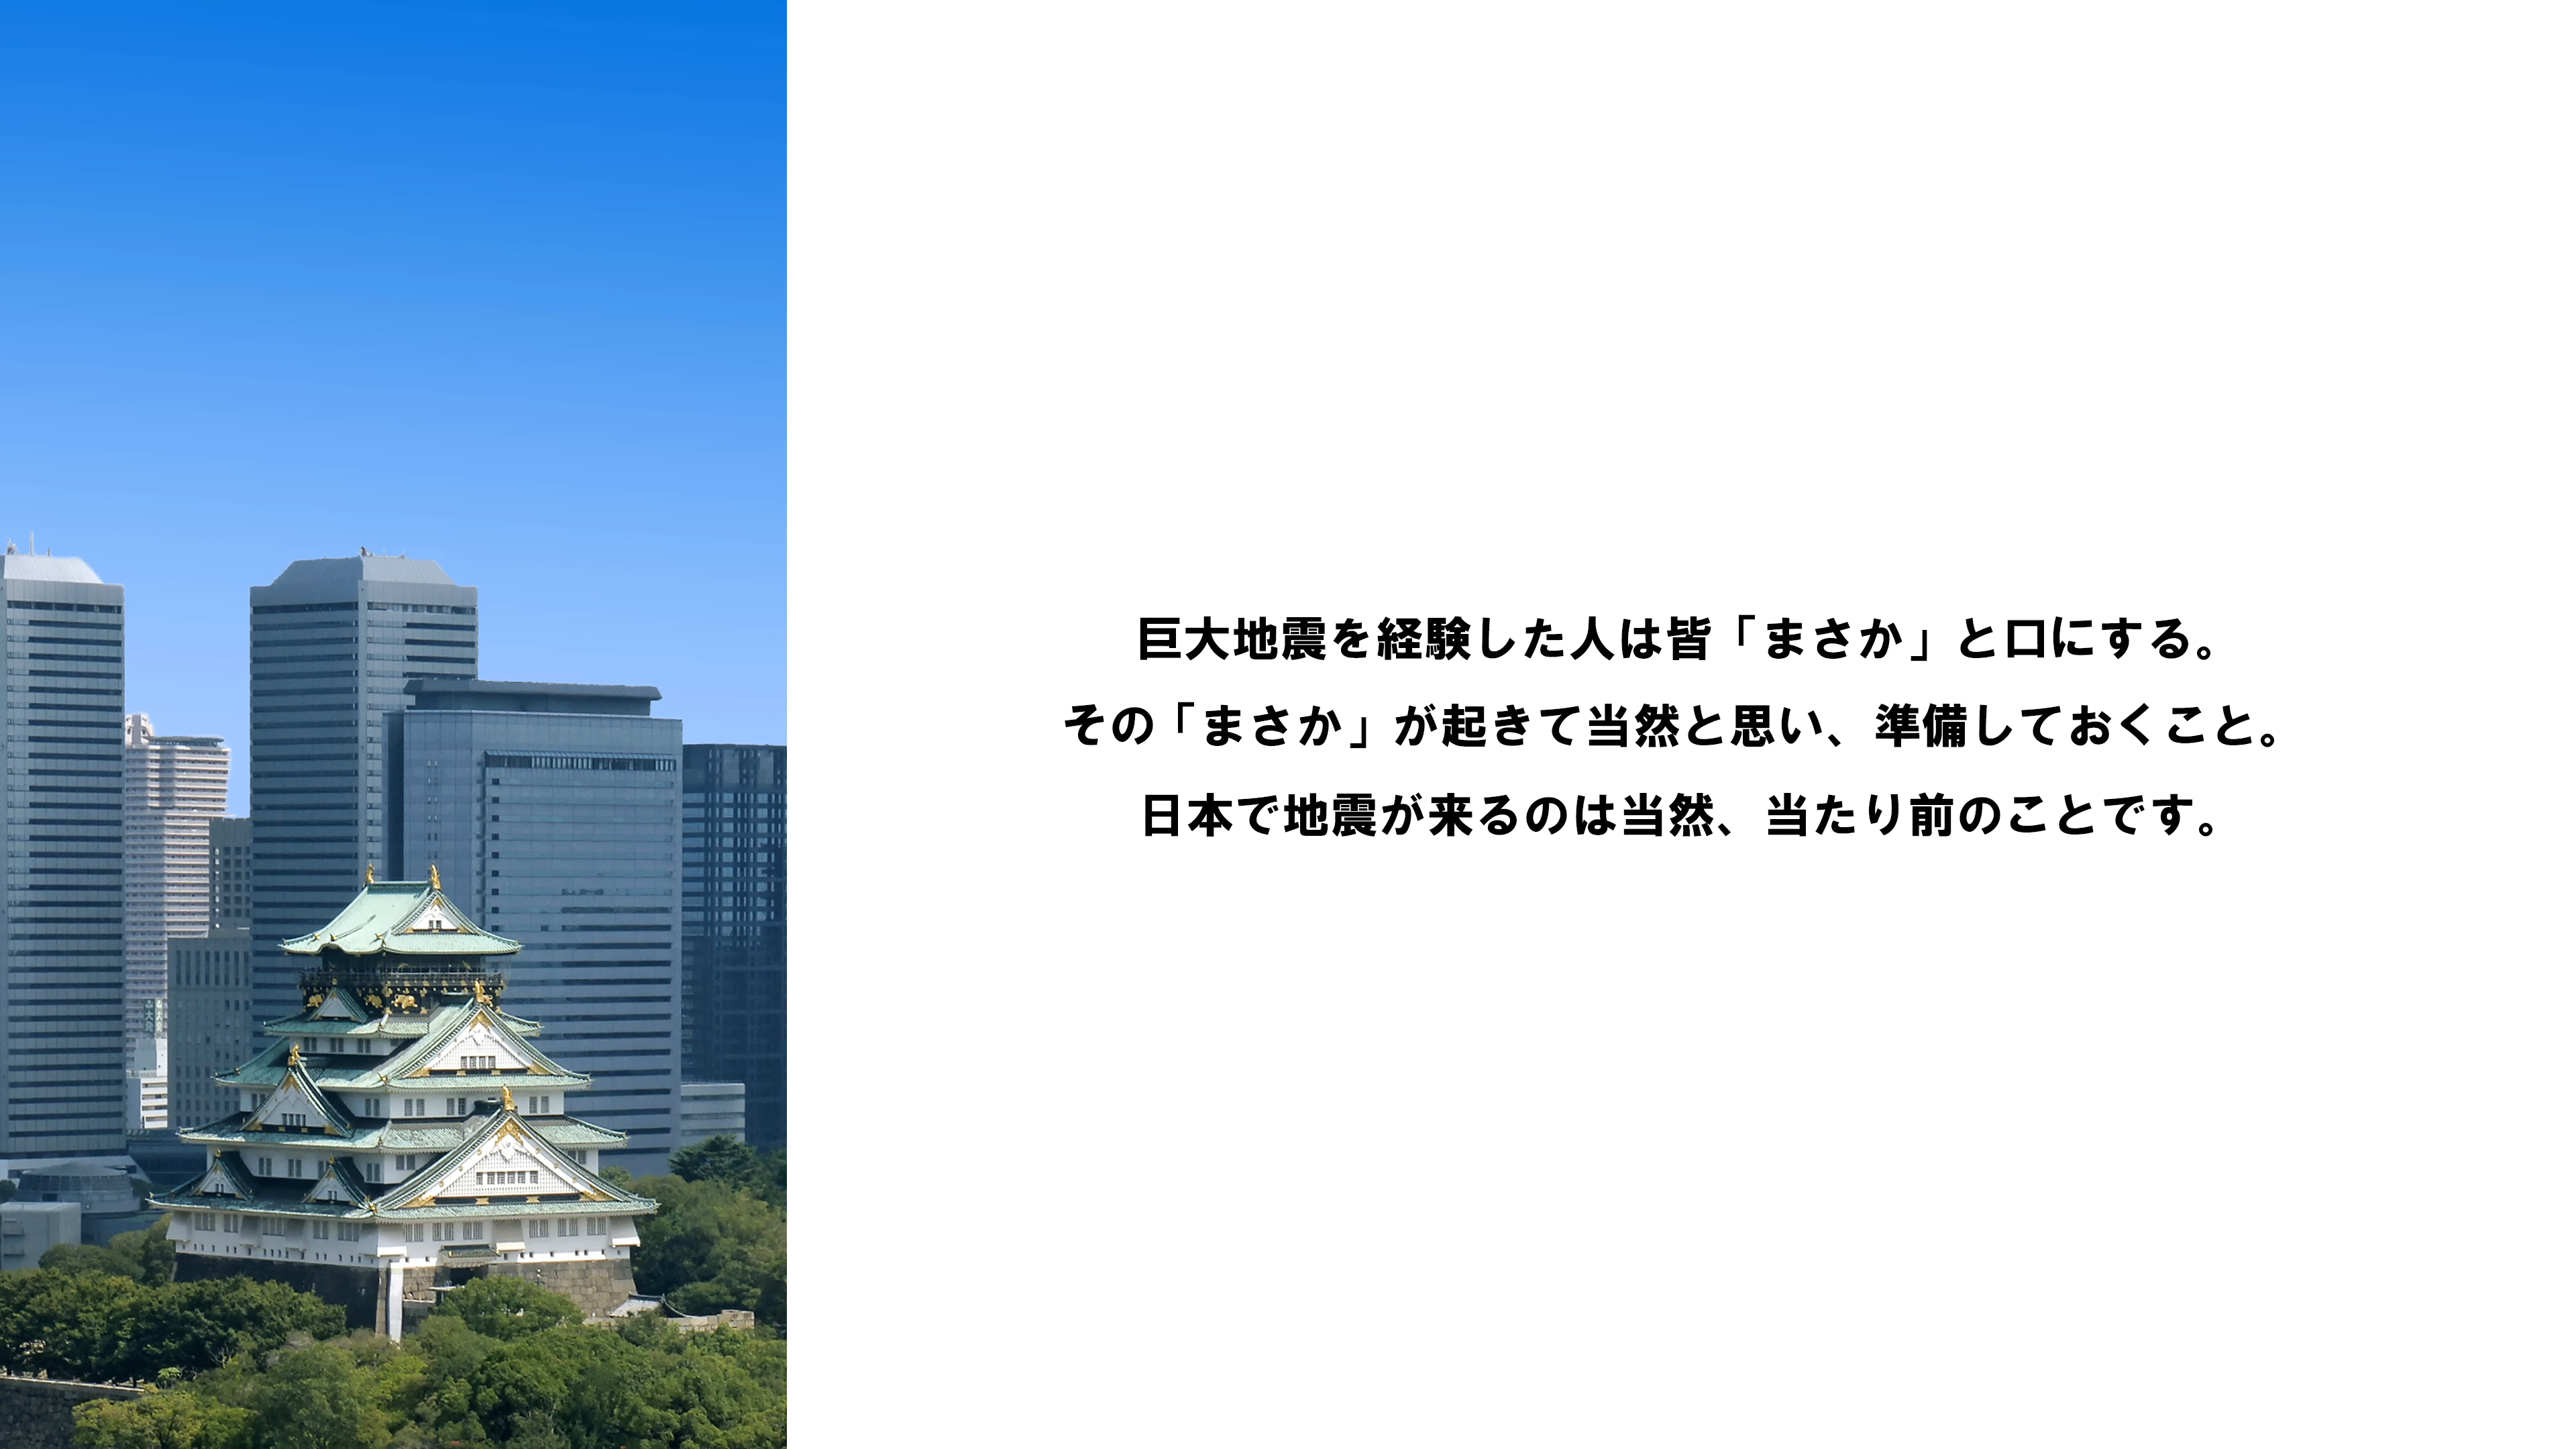 巨大地震を経験した人は皆「まさか」と口にする。
その「まさか」が起きて当然と思い、準備しておくこと。
日本で地震が来るのは当然、当たり前のことです。